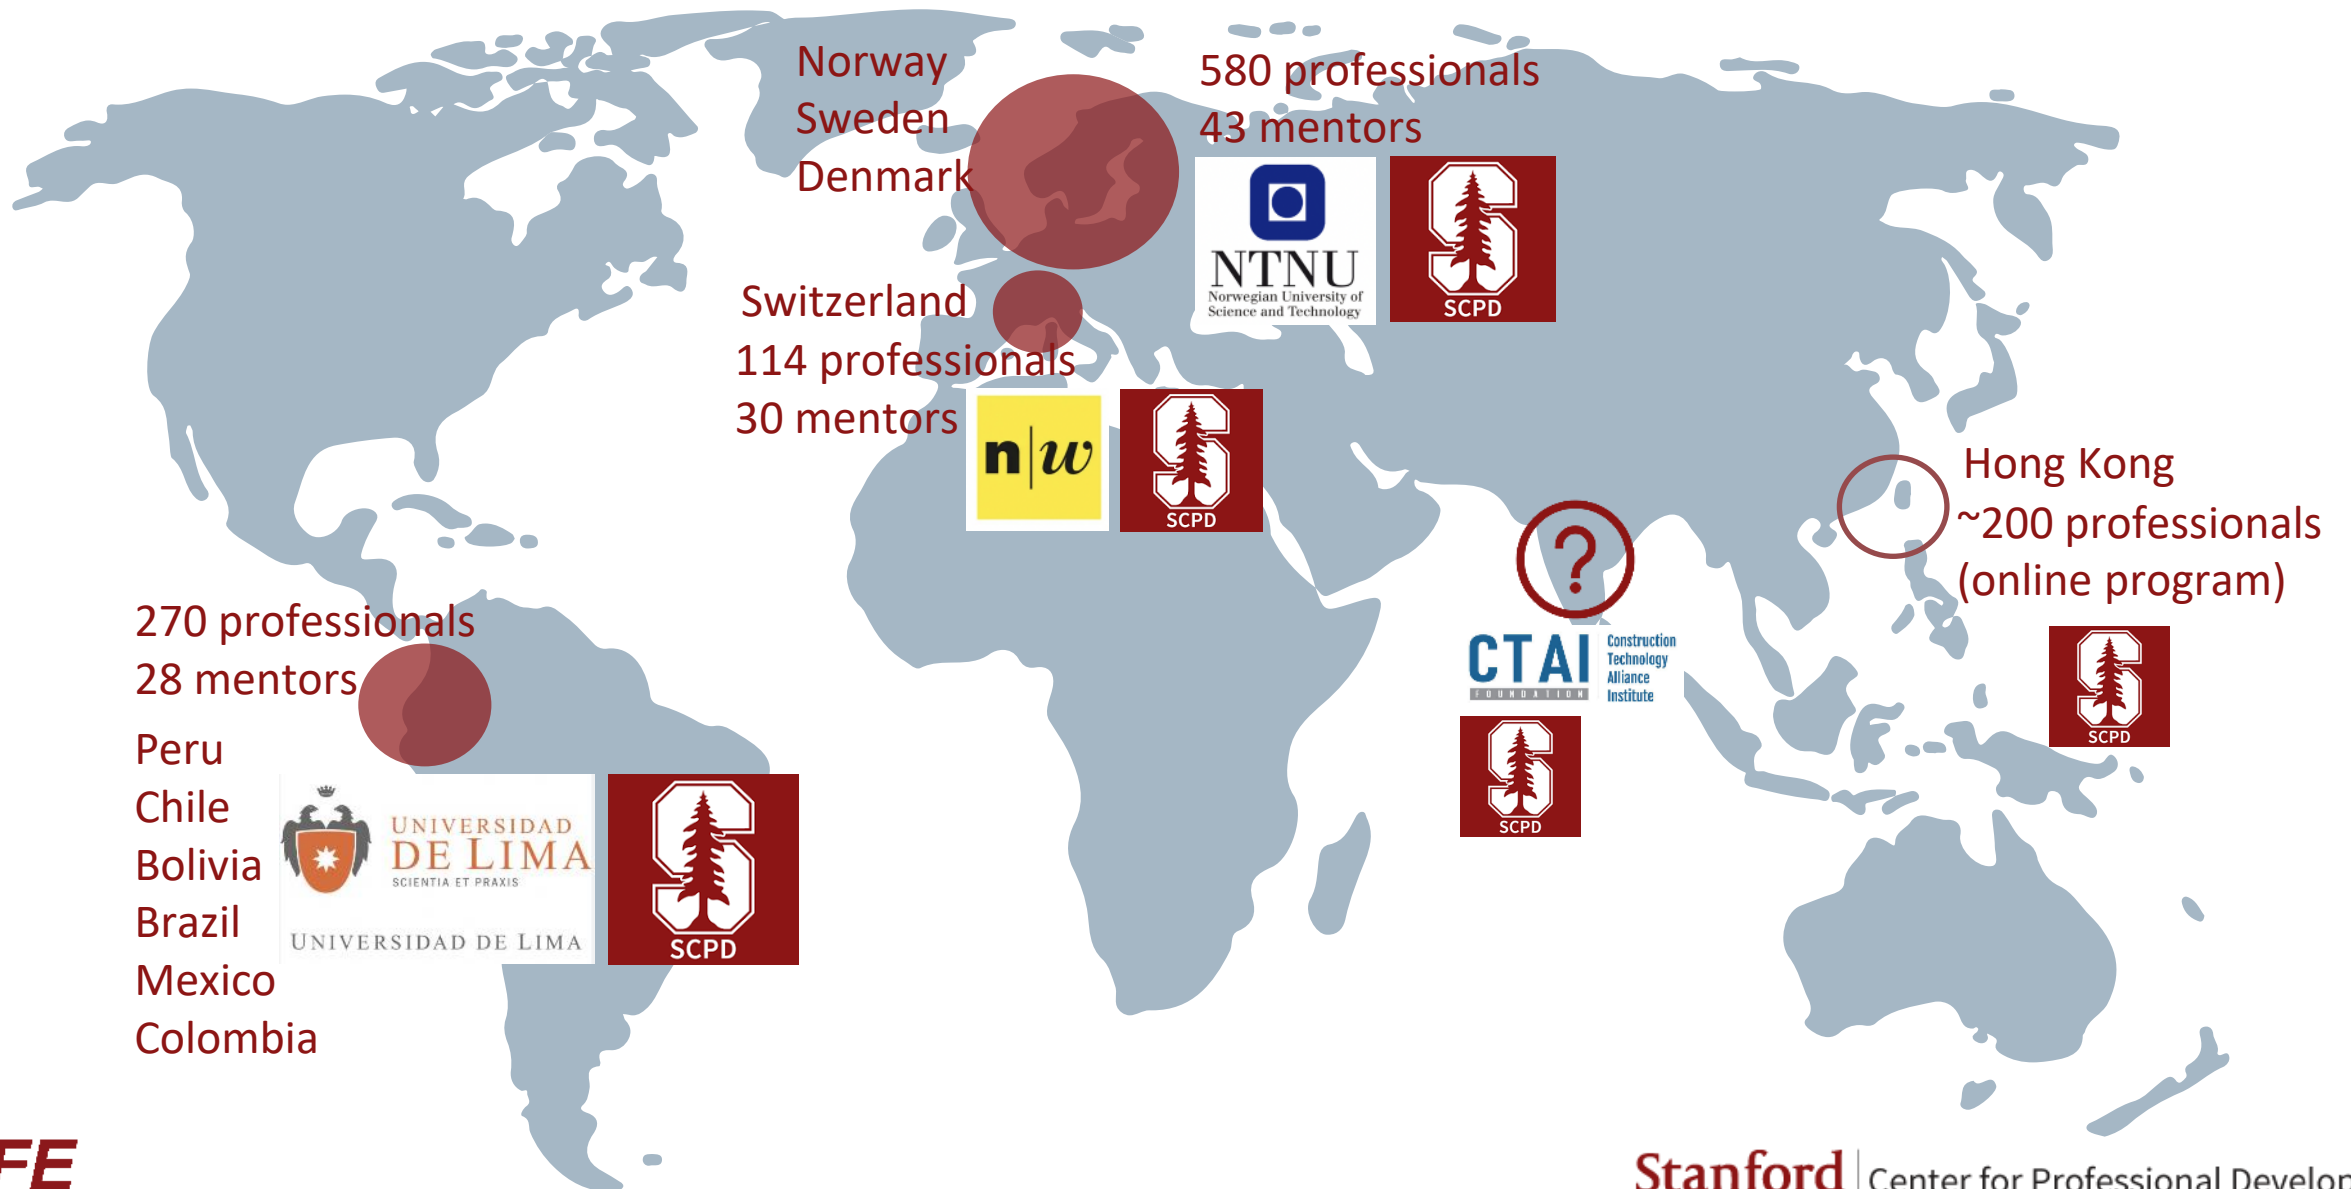 Norway
Sweden
Denmark
580 professionals
43 mentors
NTNU
Norwegian University of
Science and Technology
SCPD
Switzerland
114 professionals
30 mentors
n|w
SCPD
Hong Kong
~200 professionals
(online program)
SCPD
?
CTAI
FOUNDATION
Construction
Technology
Alliance
Institute
SCPD
270 professionals
28 mentors
Peru
Chile
Bolivia
Brazil
Mexico
Colombia
UNIVERSIDAD
DE LIMA
SCIENTIA ET PRAXIS
UNIVERSIDAD DE LIMA
SCPD
FE
Stanford | Center for Professional Develop